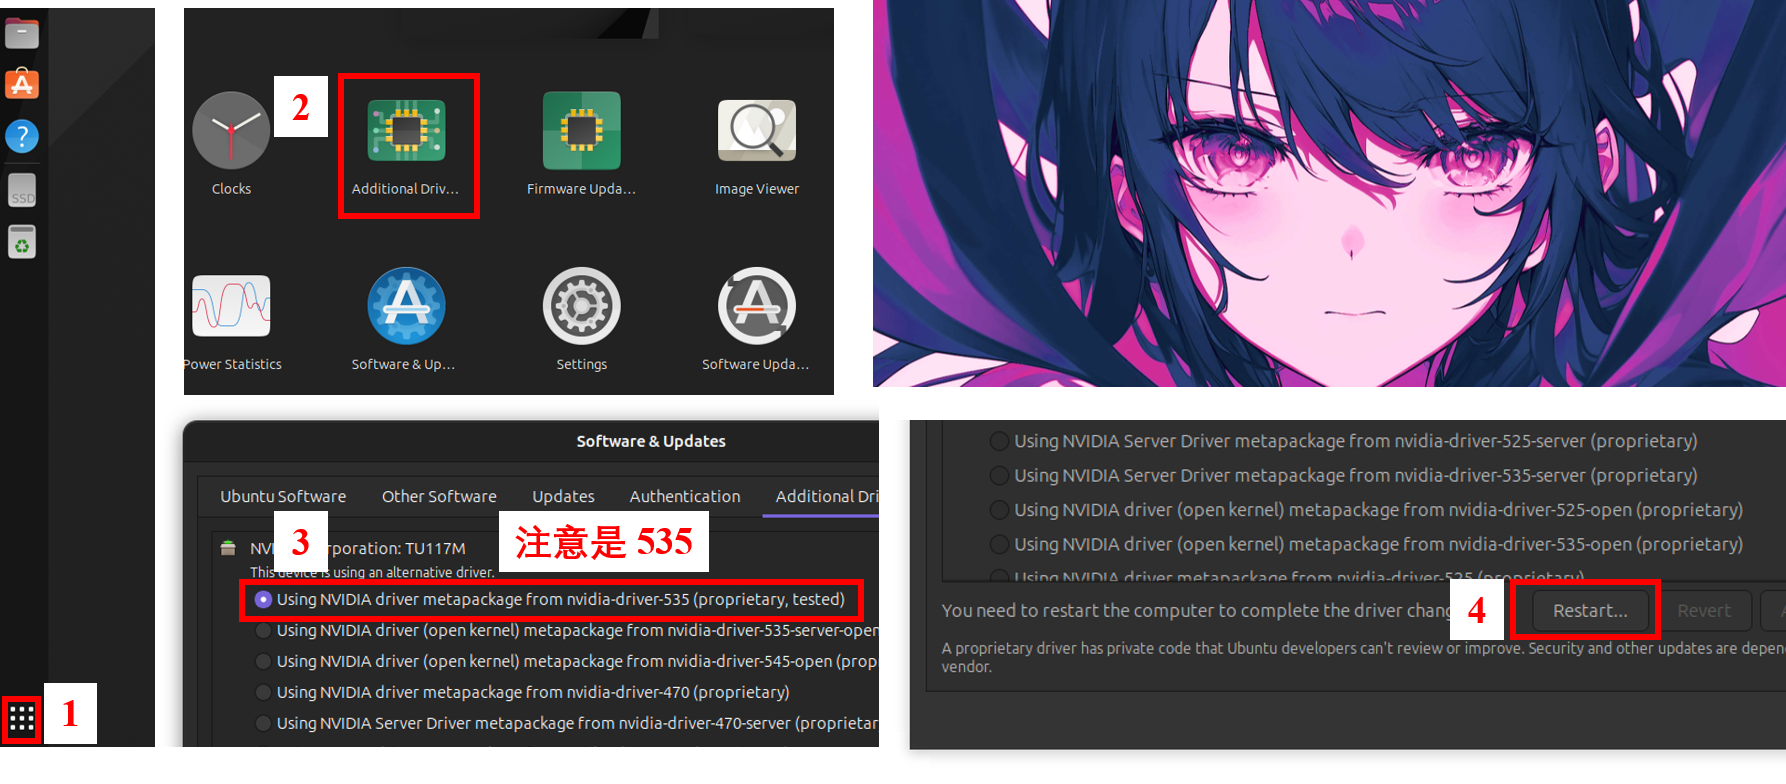 SSD
1
2
Clocks
Additional Driv...
Firmware Upda...
Image Viewer
Power Statistics
Software & Up...
Settings
Software Upda...
Software & Updates
Ubuntu Software
Other Software
Updates
Authentication
Additional Dri
3
注意是 535
NV
rporation: TU117M
This device is using an alternative driver.
Using NVIDIA driver metapackage from nvidia-driver-535 (proprietary, tested)
Using NVIDIA driver (open kernel) metapackage from nvidia-driver-535-server-open
Using NVIDIA driver (open kernel) metapackage from nvidia-driver-545-open (prop
Using NVIDIA driver metapackage from nvidia-driver-470 (proprietary)
Using NVIDIA Server Driver metapackage from nvidia-driver-470-server (proprietar
Using NVIDIA Server Driver metapackage from nvidia-driver-525-server (proprietary)
Using NVIDIA Server Driver metapackage from nvidia-driver-535-server (proprietary)
Using NVIDIA driver (open kernel) metapackage from nvidia-driver-525-open (proprietary)
Using NVIDIA driver (open kernel) metapackage from nvidia-driver-535-open (proprietary)
Using NVIDIA driver metapackage from nvidia-driver-525 (proprietary)
You need to restart the computer to complete the driver chang
4
Restart...
Revert
A proprietary driver has private code that Ubuntu developers can't review or improve. Security and other updates are depen
vendor.